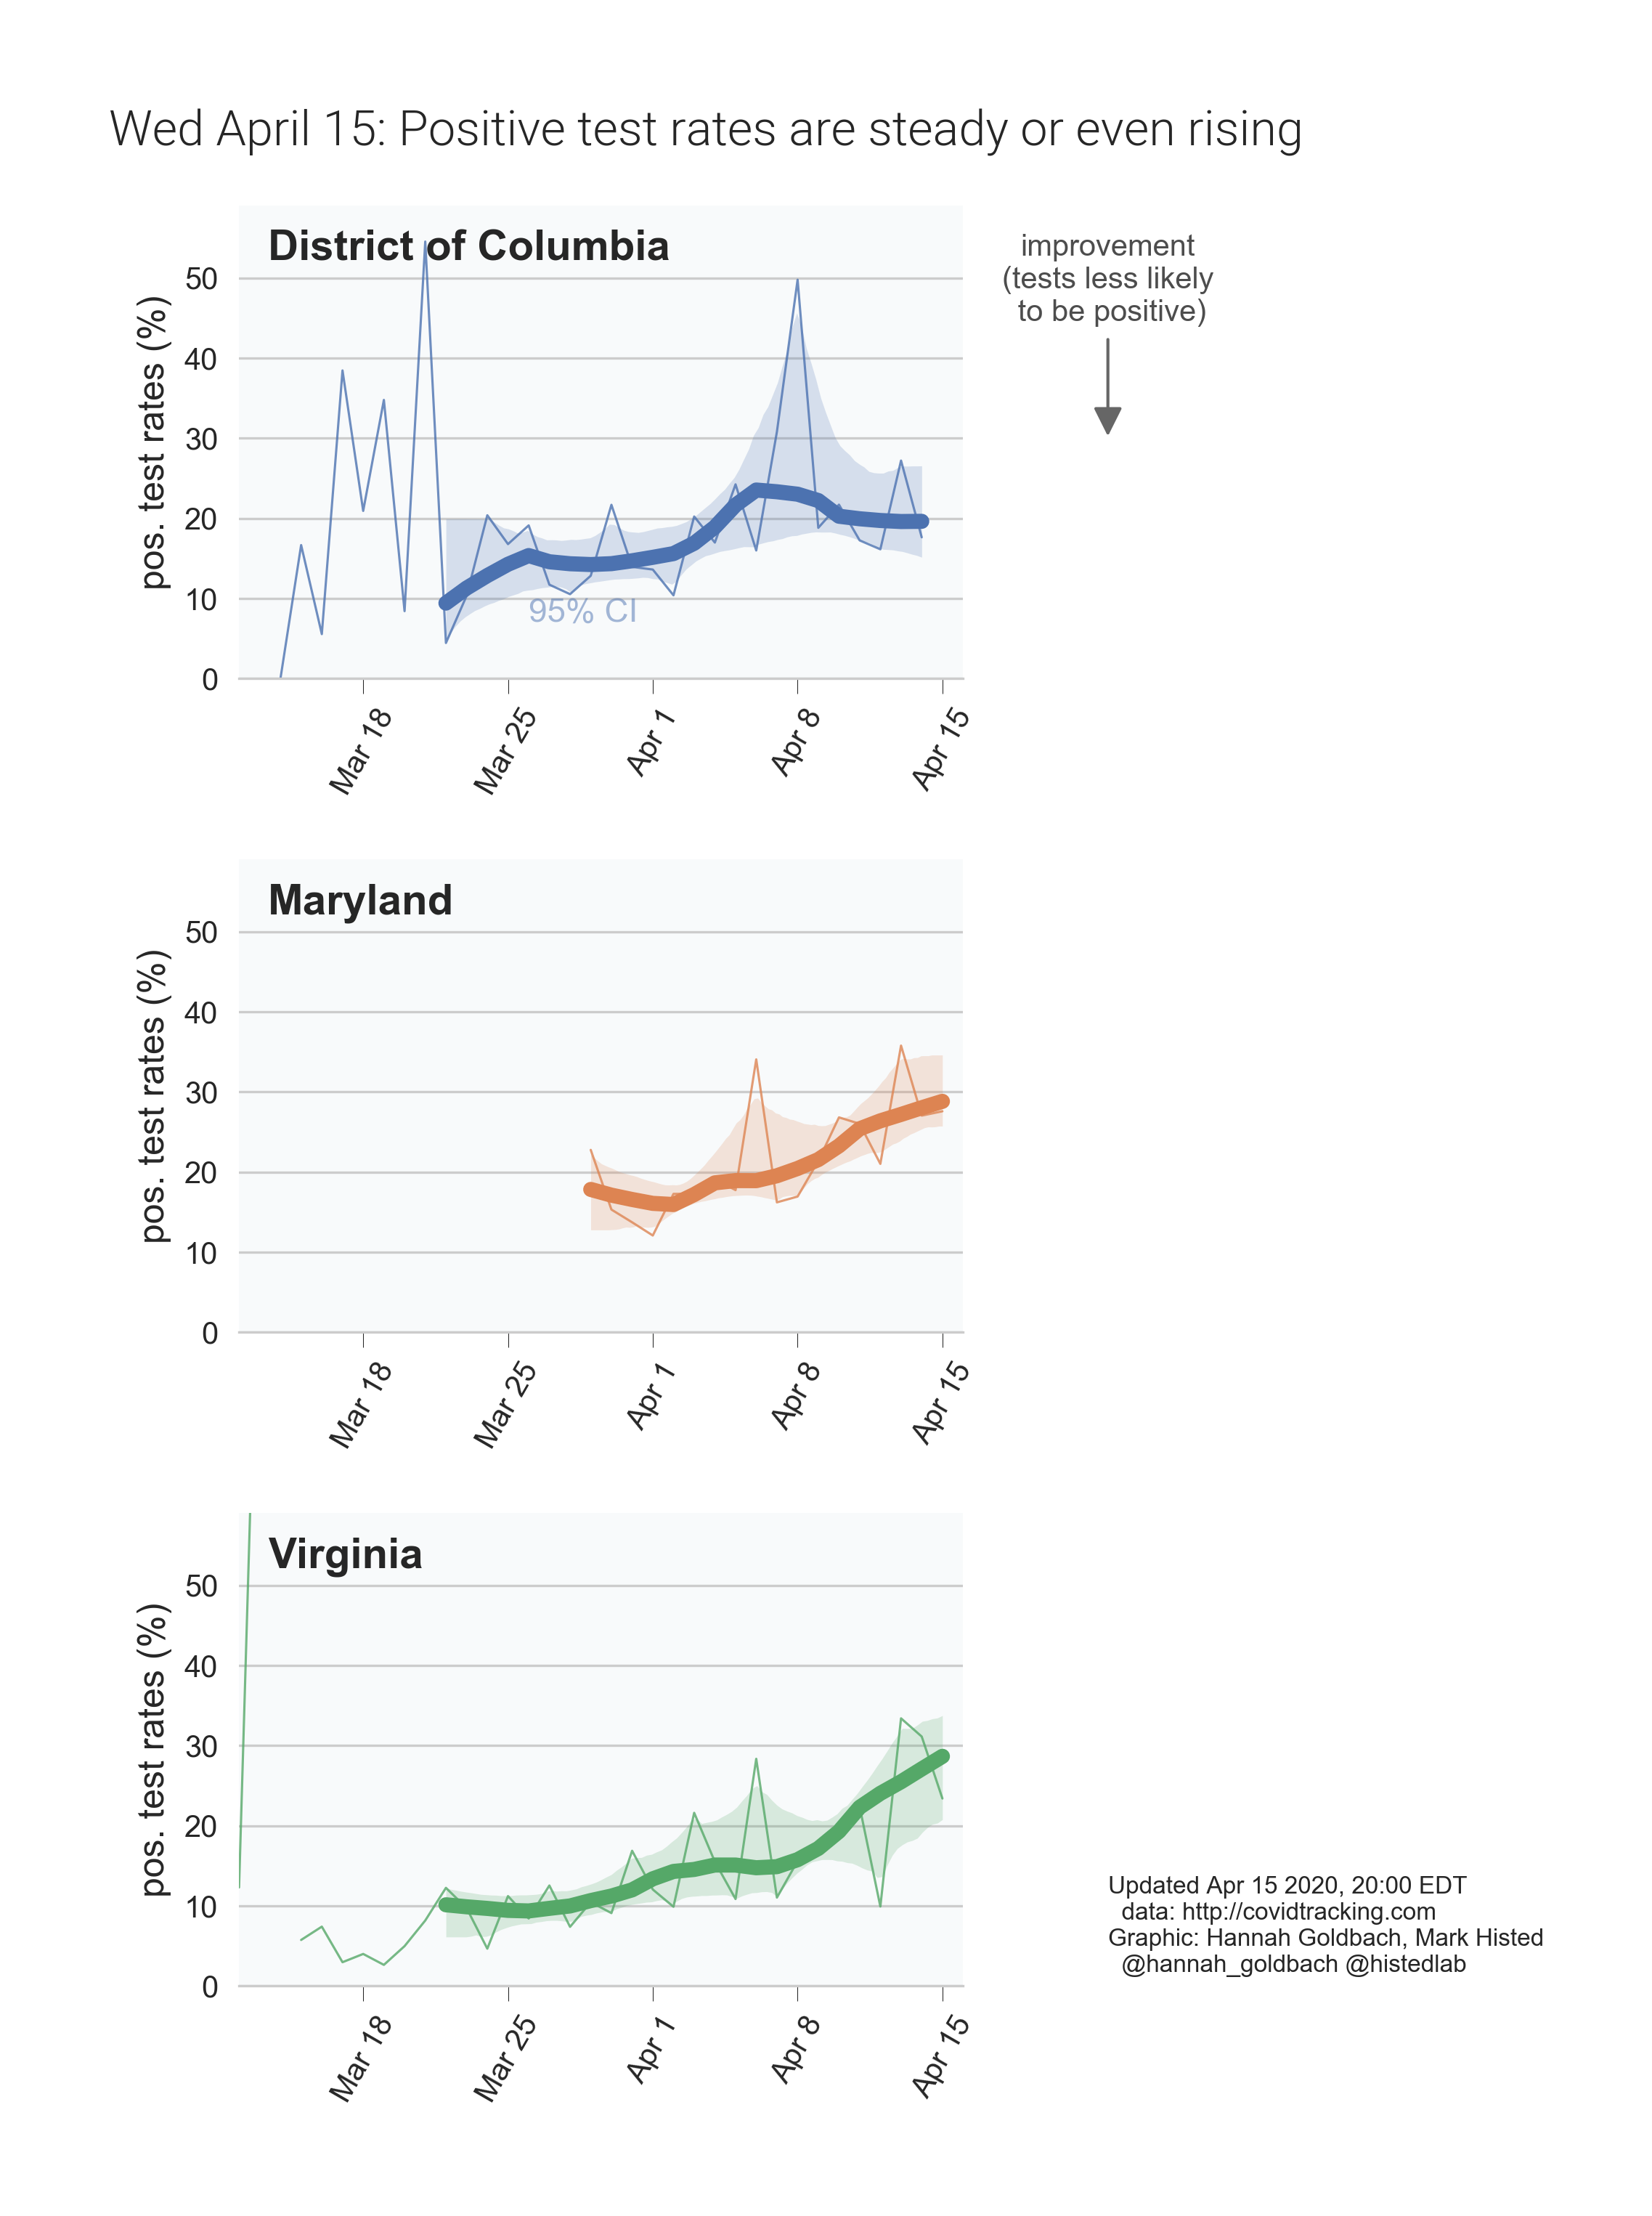 Wed April 15: Positive test rates are steady or even rising
District of Columbia
improvement
(tests less likely
to be positive)
pos. test rates (%)
50
40
30
20
10
0
95% CI
Mar 18
Mar 25
Apr 1
Apr 8
Apr 15
Maryland
pos. test rates (%)
50
40
30
20
10
0
Mar 18
Mar 25
Apr 1
Apr 8
Apr 15
Virginia
pos. test rates (%)
50
40
30
20
10
0
Mar 18
Mar 25
Apr 1
Apr 8
Apr 15
Updated Apr 15 2020, 20:00 EDT
data: http://covidtracking.com
Graphic: Hannah Goldbach, Mark Histed
@hannah_goldbach @histedlab